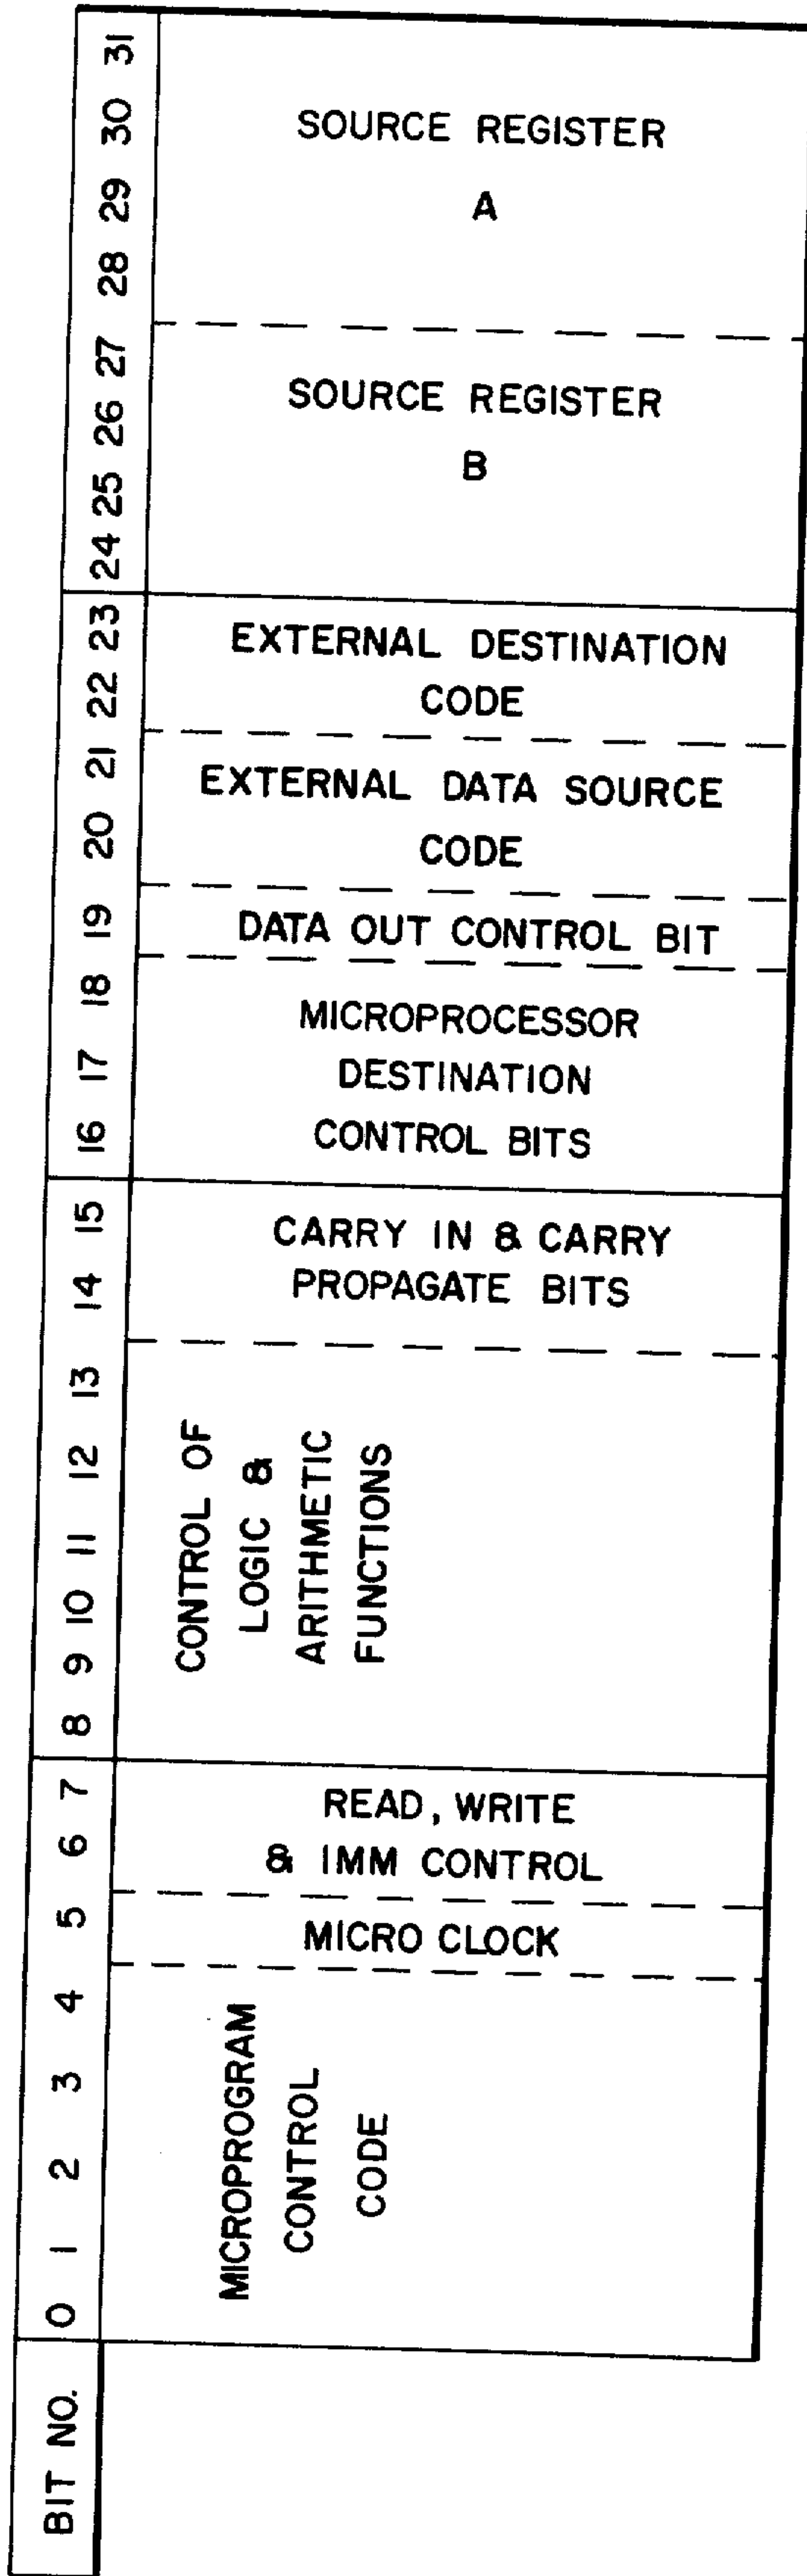 31
30
29
28
SOURCE REGISTER
A
27
26
25
24
SOURCE REGISTER
B
23
22
EXTERNAL DESTINATION
CODE
21
20
EXTERNAL DATA SOURCE
CODE
19
DATA OUT CONTROL BIT
18
17
16
MICROPROCESSOR
DESTINATION
CONTROL BITS
15
14
CARRY IN & CARRY
PROPAGATE BITS
13
12
11
10
9
8
CONTROL OF
LOGIC &
ARITHMETIC
FUNCTIONS
7
6
READ, WRITE
& IMM CONTROL
5
MICRO CLOCK
4
3
2
1
0
MICROPROGRAM
CONTROL
CODE
BIT NO.